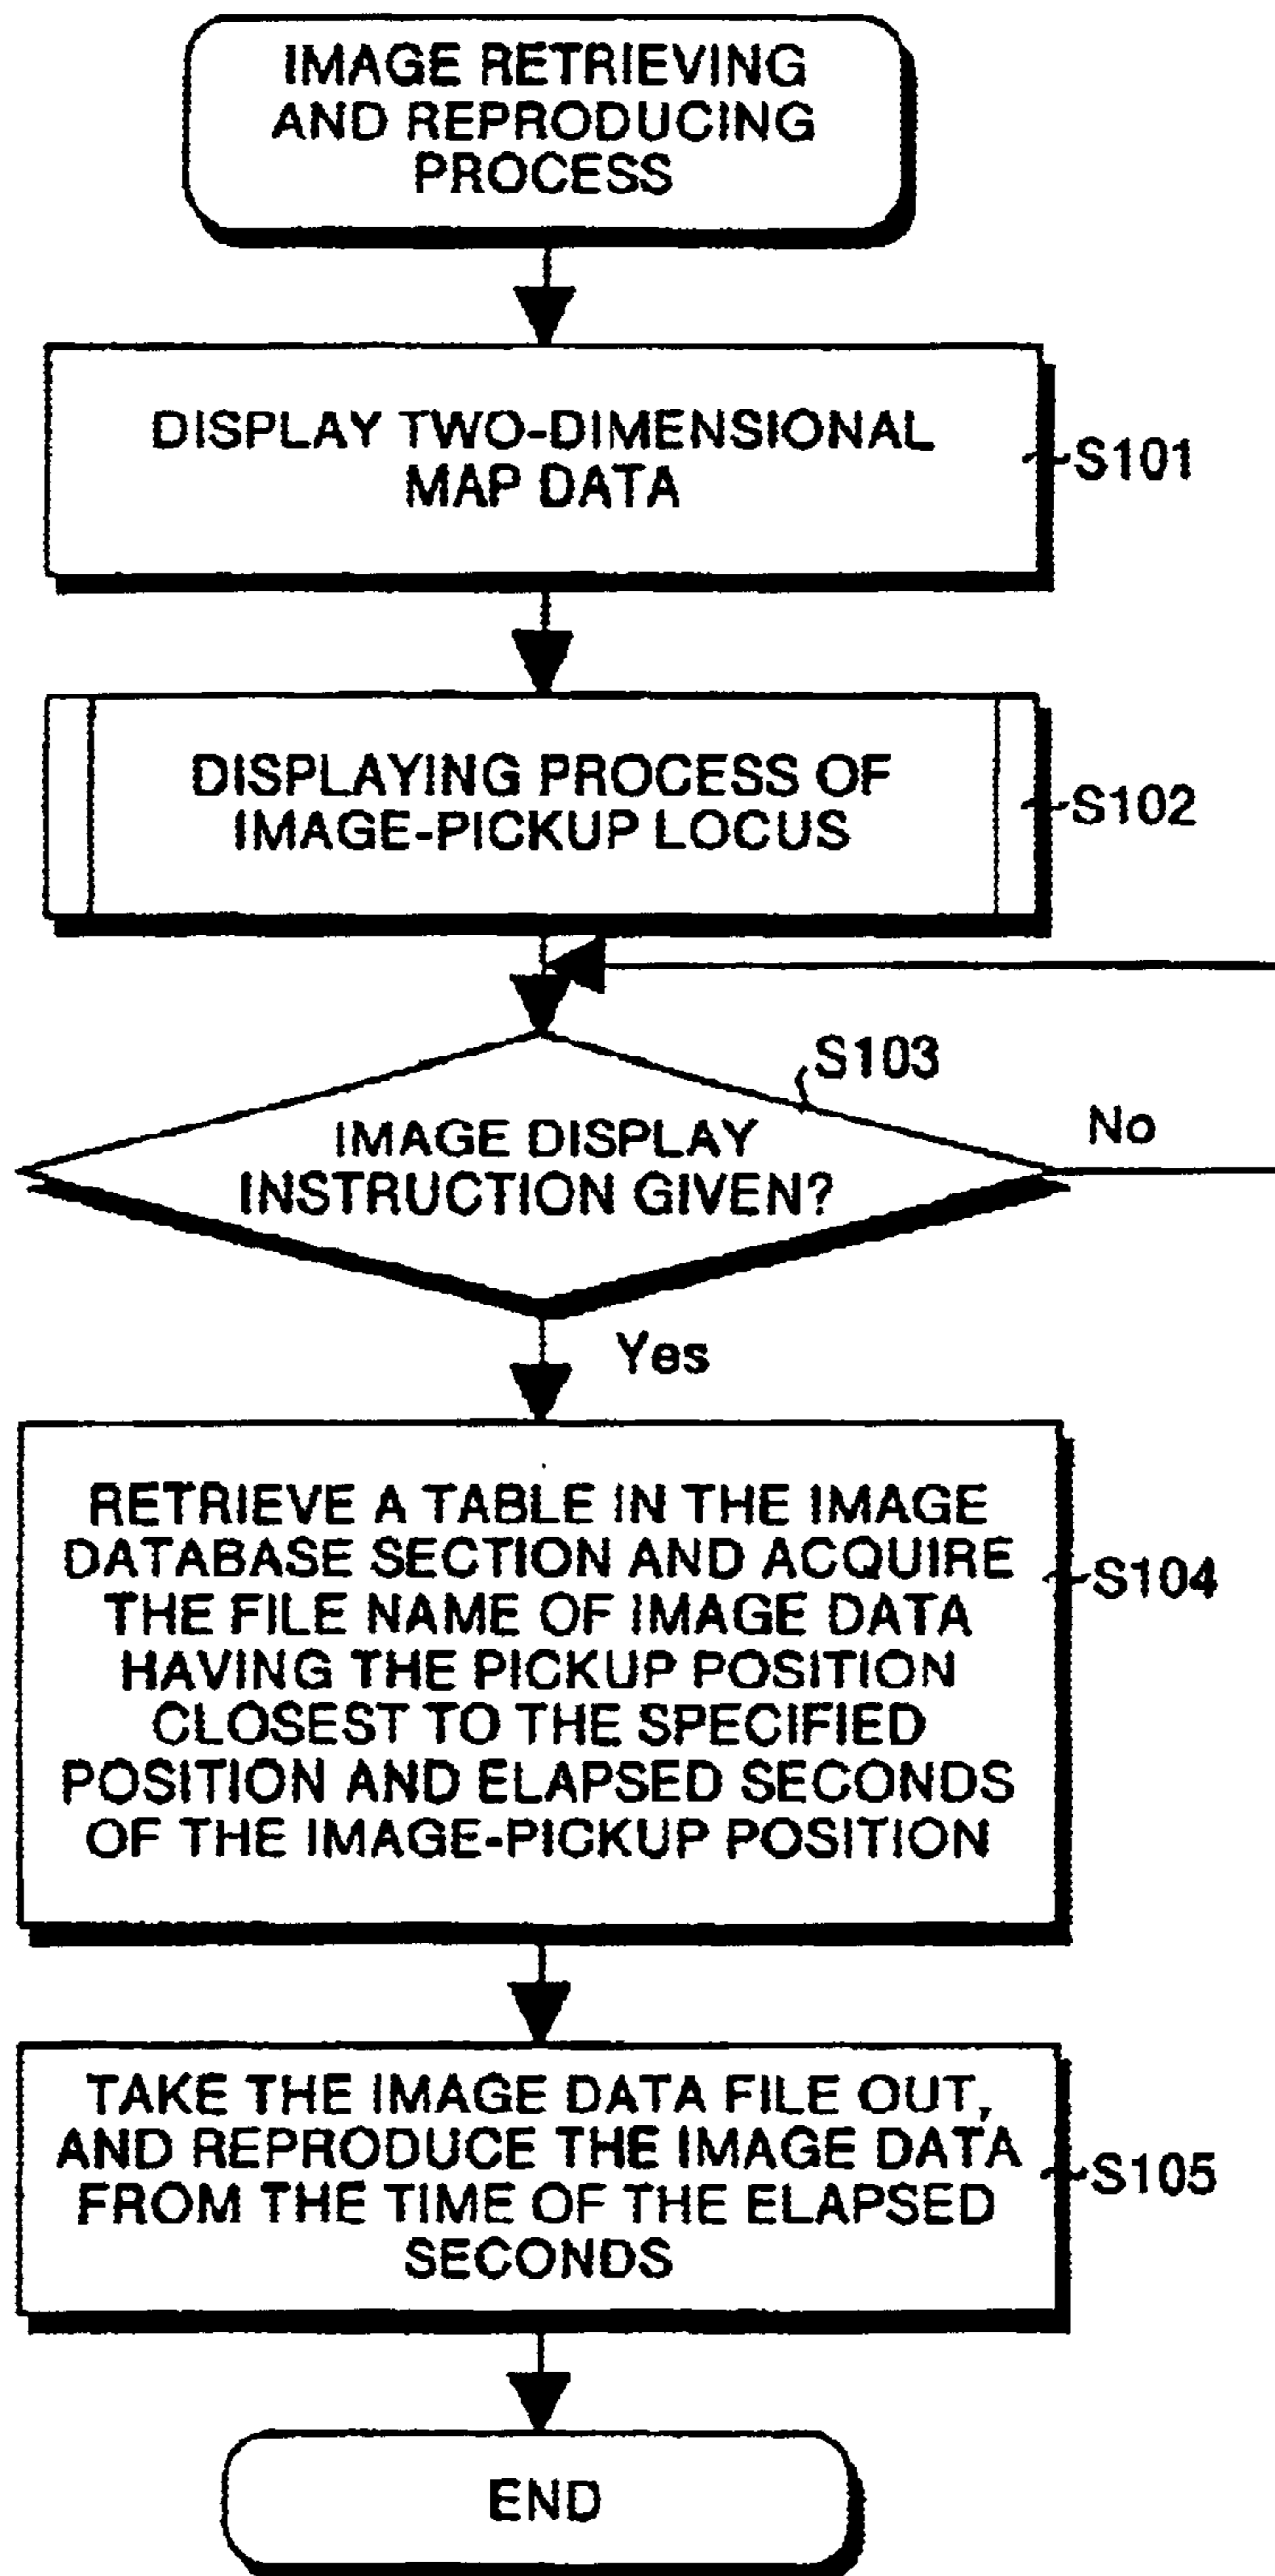 IMAGE RETRIEVING
AND REPRODUCING
PROCESS
DISPLAY TWO-DIMENSIONAL
MAP DATA
S101
DISPLAYING PROCESS OF
IMAGE-PICKUP LOCUS
S102
S103
IMAGE DISPLAY
INSTRUCTION GIVEN?
No
Yes
RETRIEVE A TABLE IN THE IMAGE
DATABASE SECTION AND ACQUIRE
THE FILE NAME OF IMAGE DATA
HAVING THE PICKUP POSITION
CLOSEST TO THE SPECIFIED
POSITION AND ELAPSED SECONDS
OF THE IMAGE-PICKUP POSITION
S104
TAKE THE IMAGE DATA FILE OUT,
AND REPRODUCE THE IMAGE DATA
FROM THE TIME OF THE ELAPSED
SECONDS
S105
END